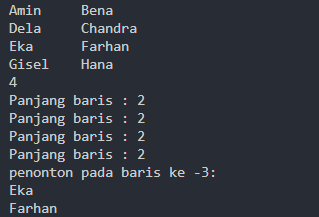 Amin     Bena
Dela     Chandra
Eka      Farhan
Gisel    Hana
4
Panjang baris : 2
Panjang baris : 2
Panjang baris : 2
Panjang baris : 2
penonton pada baris ke -3:
Eka
Farhan